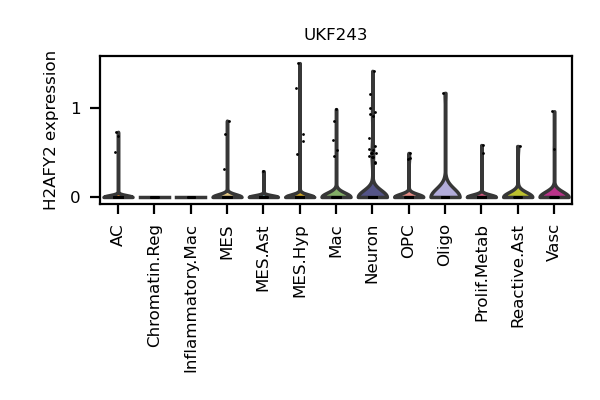 UKF243
H2AFY2 expression
1
0
AC
Chromatin.Reg
Inflammatory.Mac
MES
MES.Ast
MES.Hyp
Mac
Neuron
OPC
Oligo
Prolif.Metab
Reactive.Ast
Vasc